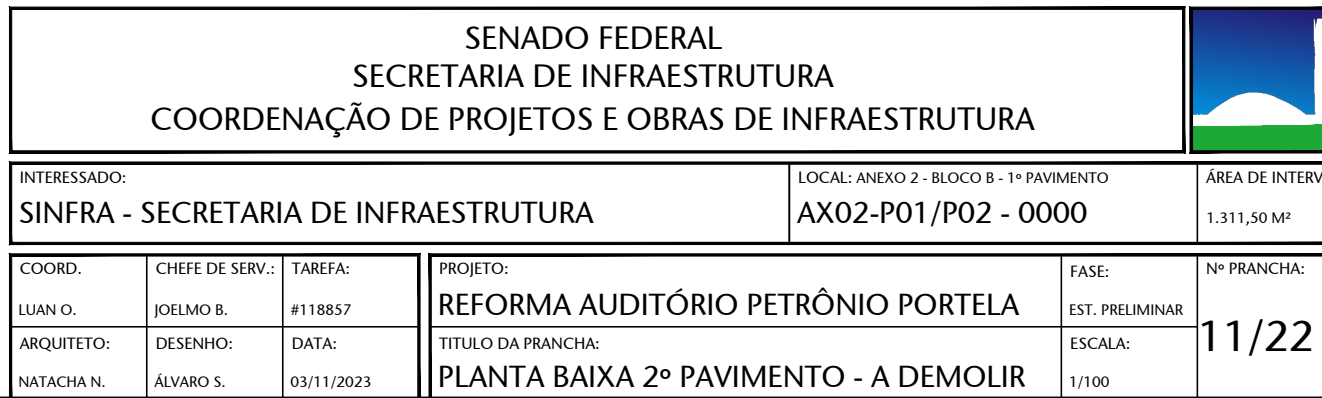 SENADO FEDERAL
SECRETARIA DE INFRAESTRUTURA
COORDENAÇÃO DE PROJETOS E OBRAS DE INFRAESTRUTURA
INTERESSADO:
SINFRA - SECRETARIA DE INFRAESTRUTURA
LOCAL: ANEXO 2 - BLOCO B - 1º PAVIMENTO
AX02-P01/P02 - 0000
ÁREA DE INTERV
1.311,50 M²
COORD.
LUAN O.
CHEFE DE SERV.:
JOELMO B.
TAREFA:
#118857
PROJETO:
REFORMA AUDITÓRIO PETRÔNIO PORTELA
FASE:
EST. PRELIMINAR
Nº PRANCHA:
11/22
ARQUITETO:
NATACHA N.
DESENHO:
ÁLVARO S.
DATA:
03/11/2023
TITULO DA PRANCHA:
PLANTA BAIXA 2º PAVIMENTO - A DEMOLIR
ESCALA:
1/100